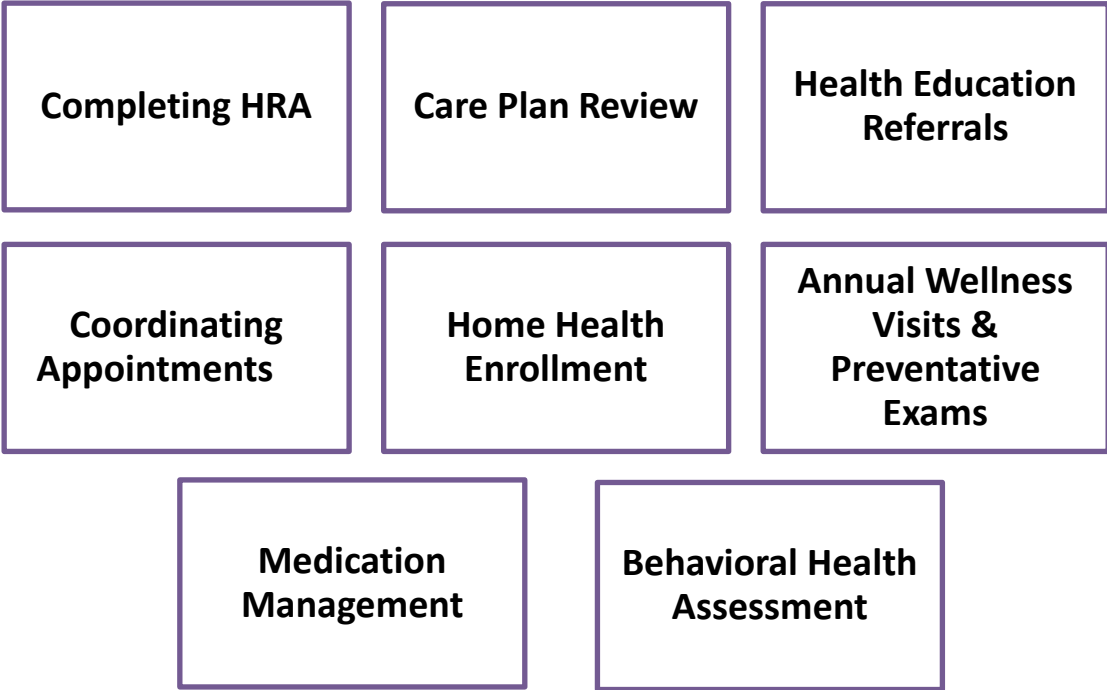 Completing HRA
Care Plan Review
Health Education
Referrals
Coordinating
Appointments
Home Health
Enrollment
Annual Wellness
Visits &
Preventative
Exams
Medication
Management
Behavioral Health
Assessment